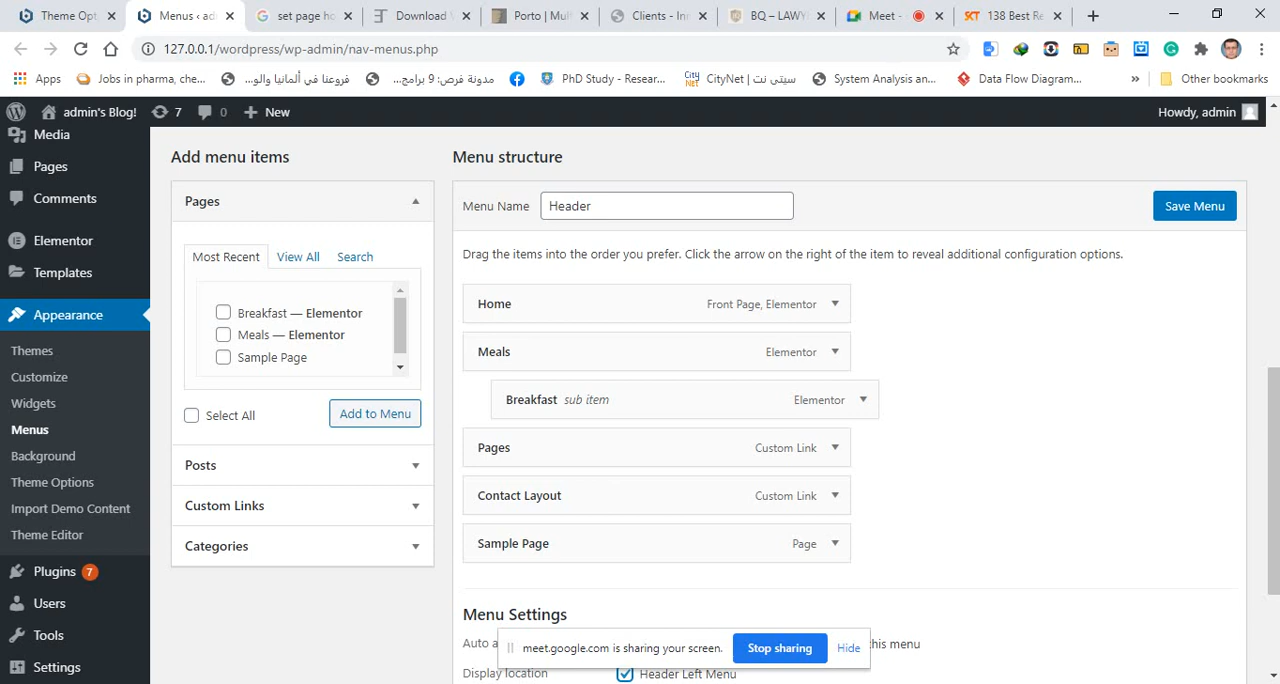 Theme Opt
Menus ‹ adm
set page ho
Download W
Porto | Mult
Clients - Inn
BQ – LAWY
Meet -
138 Best Re
127.0.0.1/wordpress/wp-admin/nav-menus.php
Apps
Jobs in pharma, che...
فروعنا في ألمانيا والو...
مدونة فرص: 9 برامج...
PhD Study - Resear...
CityNet | سيتى نت
System Analysis an...
Data Flow Diagram...
»
Other bookmarks
admin's Blog!
7
0
New
Howdy, admin
Media
Pages
Comments
Elementor
Templates
Appearance
Themes
Customize
Widgets
Menus
Background
Theme Options
Import Demo Content
Theme Editor
Plugins 7
Users
Tools
Settings
Add menu items
Pages
Most Recent
View All
Search
Breakfast — Elementor
Meals — Elementor
Sample Page
Select All
Add to Menu
Posts
Custom Links
Categories
Menu structure
Menu Name
Header
Save Menu
Drag the items into the order you prefer. Click the arrow on the right of the item to reveal additional configuration options.
Home
Front Page, Elementor
Meals
Elementor
Breakfast sub item
Elementor
Pages
Custom Link
Contact Layout
Custom Link
Sample Page
Page
Menu Settings
Auto a
this menu
meet.google.com is sharing your screen.
Stop sharing
Hide
Display location
Header Left Menu